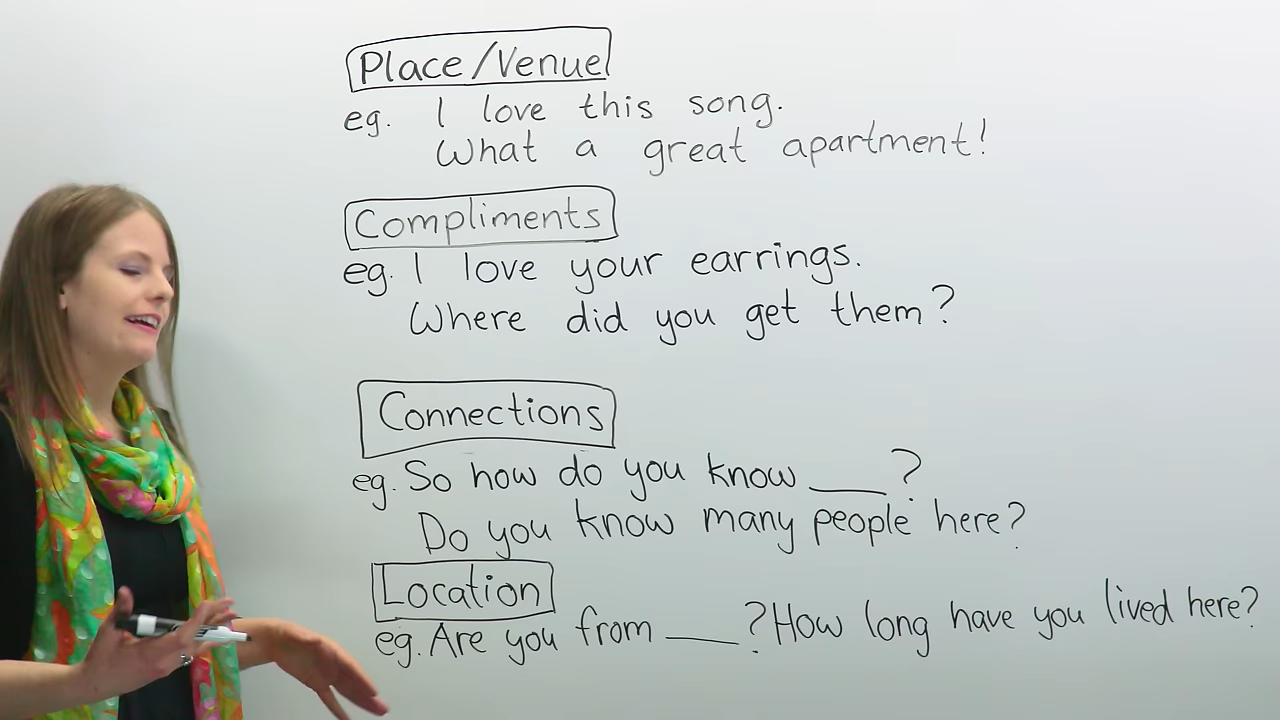 Place/Venue
eg. I love this song.
What a great apartment!
Compliments
eg. I love your earrings.
Where did you get them?
Connections
eg. So how do you know ___?
Do you know many people here?
Location
eg. Are you from ___? How long have you lived here?